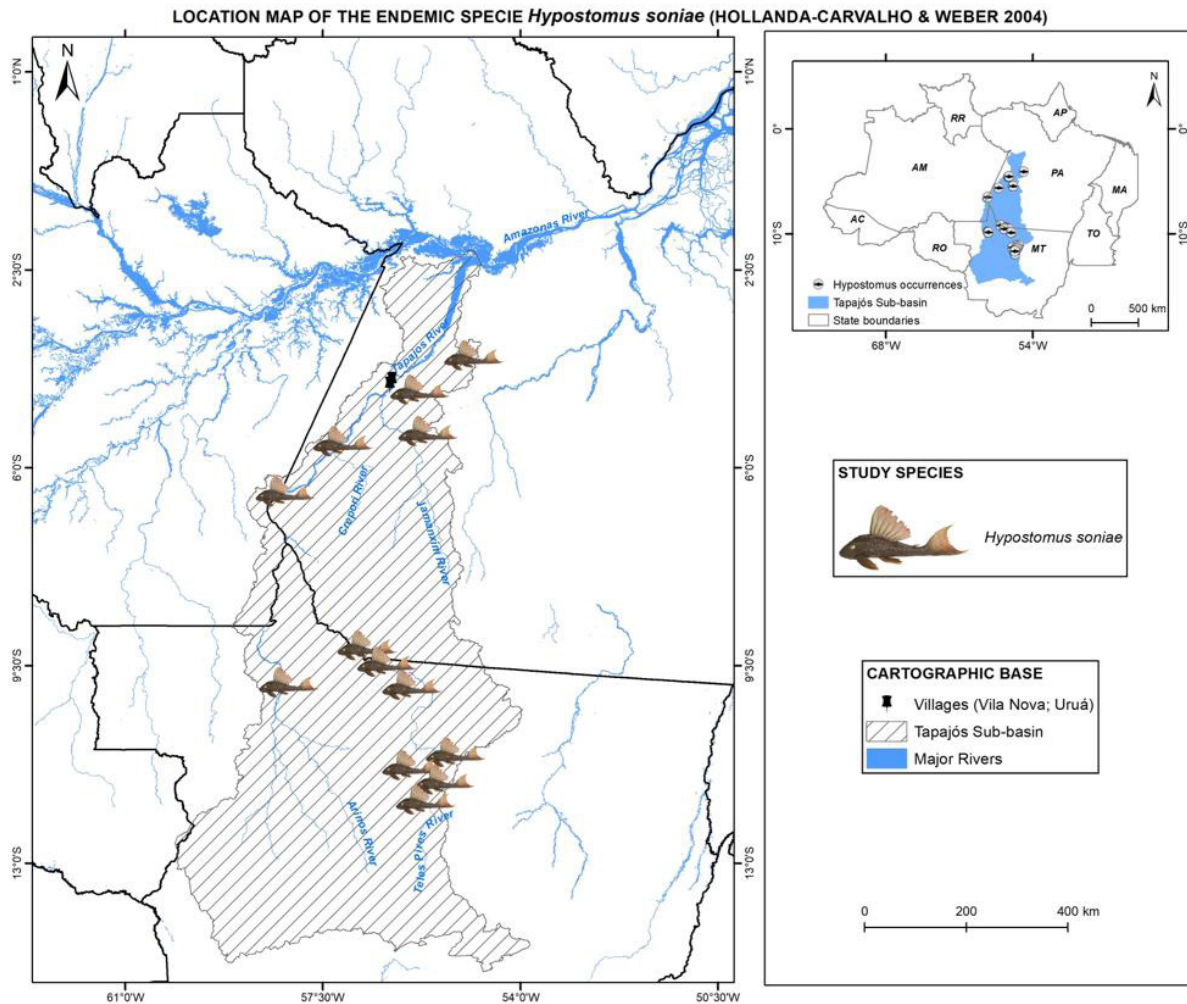 LOCATION MAP OF THE ENDEMIC SPECIE Hypostomus soniae (HOLLANDA-CARVALHO & WEBER 2004)
N
1°0'N
2°30'S
6°0'S
9°30'S
13°0'S
61°0'W
57°30'W
54°0'W
50°30'W
1°0'N
2°30'S
6°0'S
9°30'S
13°0'S
Amazonas River
Tapajos River
Crepori River
Jamanxim River
Arinos River
Teles Pires River
N
0°
10°S
68°W
54°W
0°
10°S
RR
AP
AM
PA
MA
AC
RO
MT
TO
Hypostomus occurrences
Tapajós Sub-basin
State boundaries
0 500 km
STUDY SPECIES
Hypostomus soniae
CARTOGRAPHIC BASE
Villages (Vila Nova; Uruá)
Tapajós Sub-basin
Major Rivers
0 200 400 km